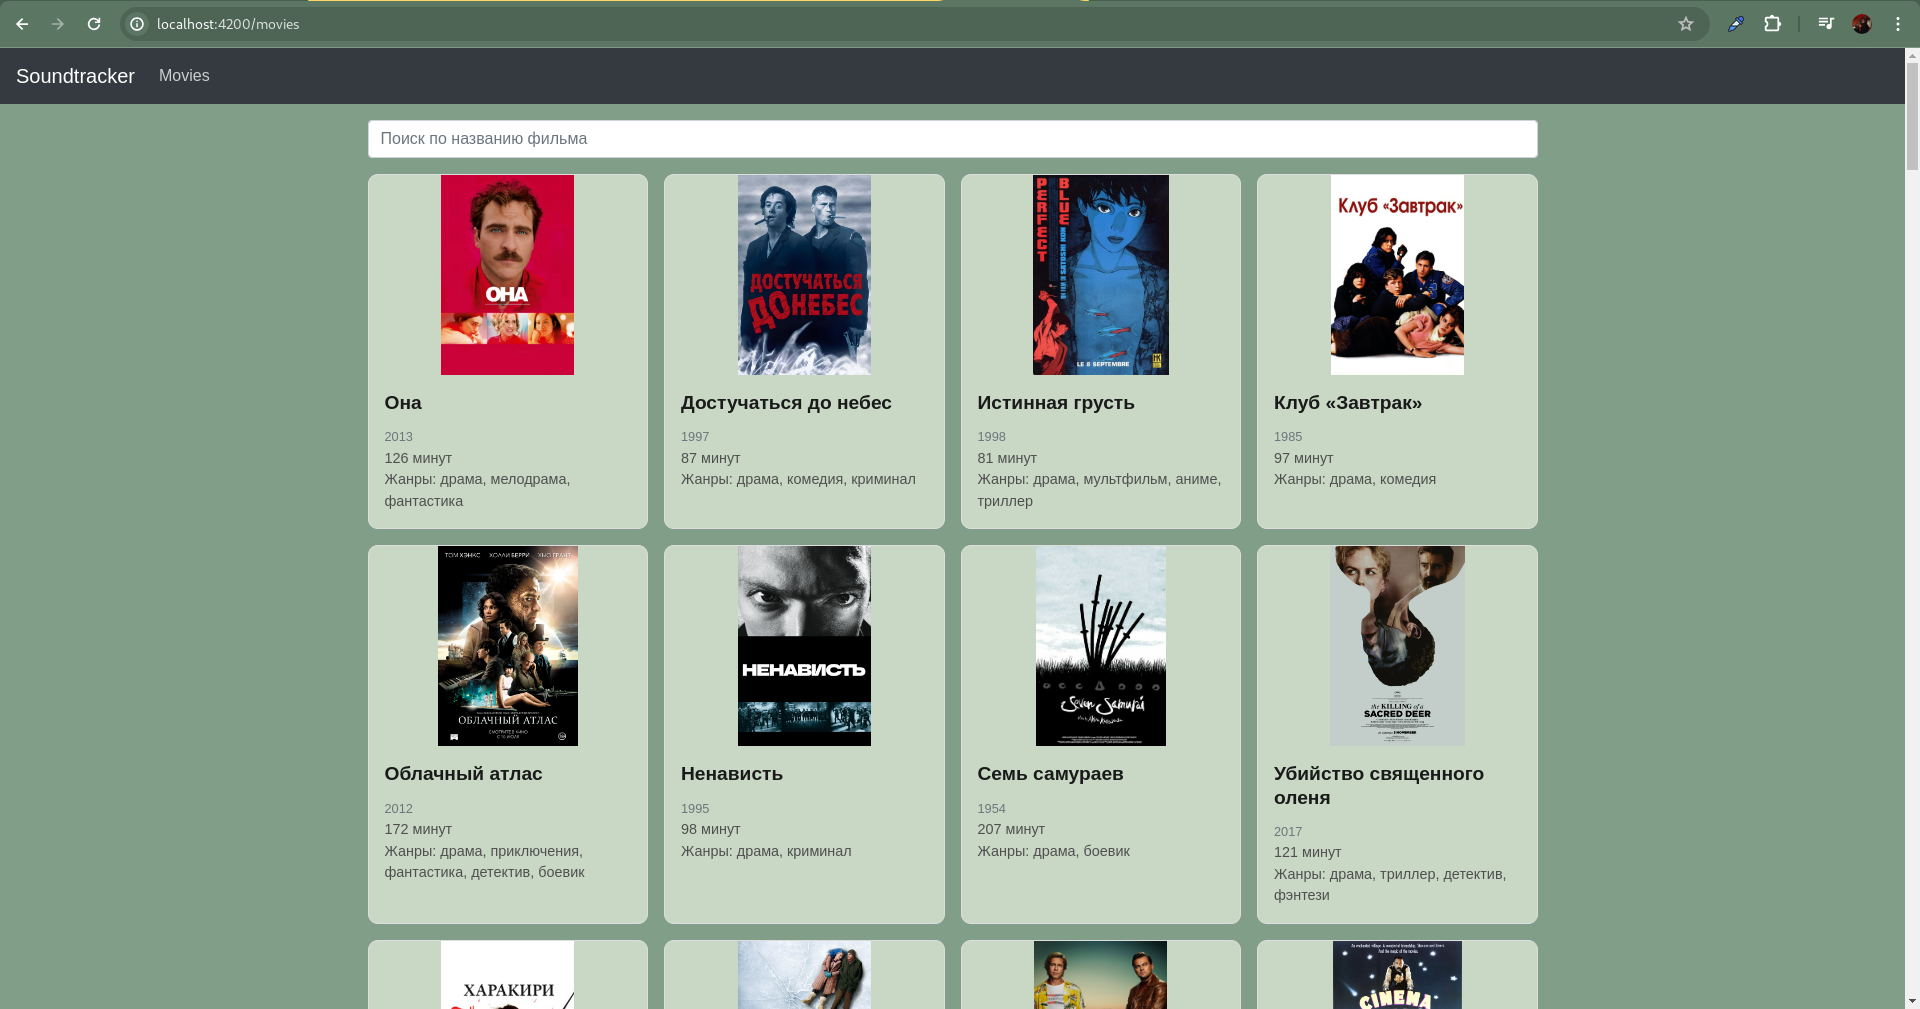 localhost:4200/movies
Soundtracker
Movies
Поиск по названию фильма
ОНА
ДОСТУЧАТЬСЯ
ДО НЕБЕС
PERFECT
BLUE
UN FILM DE SATOSHI KON
LE 8 SEPTEMBRE
Клуб «Завтрак»
Она
2013
126 минут
Жанры: драма, мелодрама,
фантастика
Достучаться до небес
1997
87 минут
Жанры: драма, комедия, криминал
Истинная грусть
1998
81 минут
Жанры: драма, мультфильм, аниме,
триллер
Клуб «Завтрак»
1985
97 минут
Жанры: драма, комедия
ТОМ ХЭНКС ХОЛЛИ БЕРРИ ХЬЮ ГРАНТ
ОБЛАЧНЫЙ АТЛАС
НЕНАВИСТЬ
Seven Samurai
the KILLING of a
SACRED DEER
Облачный атлас
2012
172 минут
Жанры: драма, приключения,
фантастика, детектив, боевик
Ненависть
1995
98 минут
Жанры: драма, криминал
Семь самураев
1954
207 минут
Жанры: драма, боевик
Убийство священного
оленя
2017
121 минут
Жанры: драма, триллер, детектив,
фэнтези
ХАРАКИРИ
CINEMA